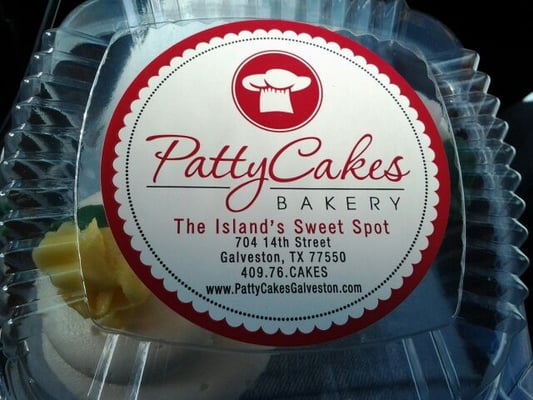 PattyCakes
BAKERY
The Island's Sweet Spot
704 14th Street
Galveston, TX 77550
409.76.CAKES
www.PattyCakesGalveston.com